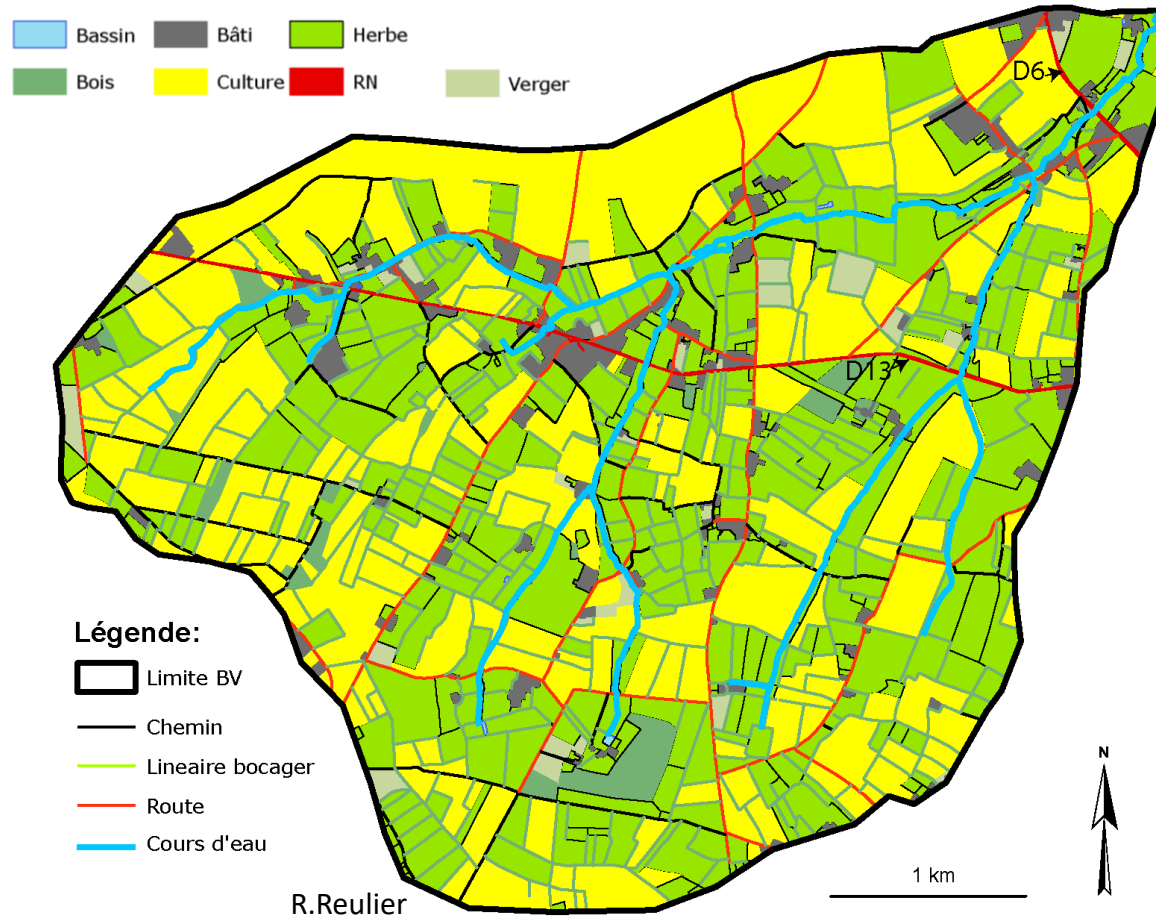 Bassin Bâti Herbe
Bois Culture RN Verger
D6
D13
Légende:
Limite BV
Chemin
Lineaire bocager
Route
Cours d'eau
N
1 km
R.Reulier